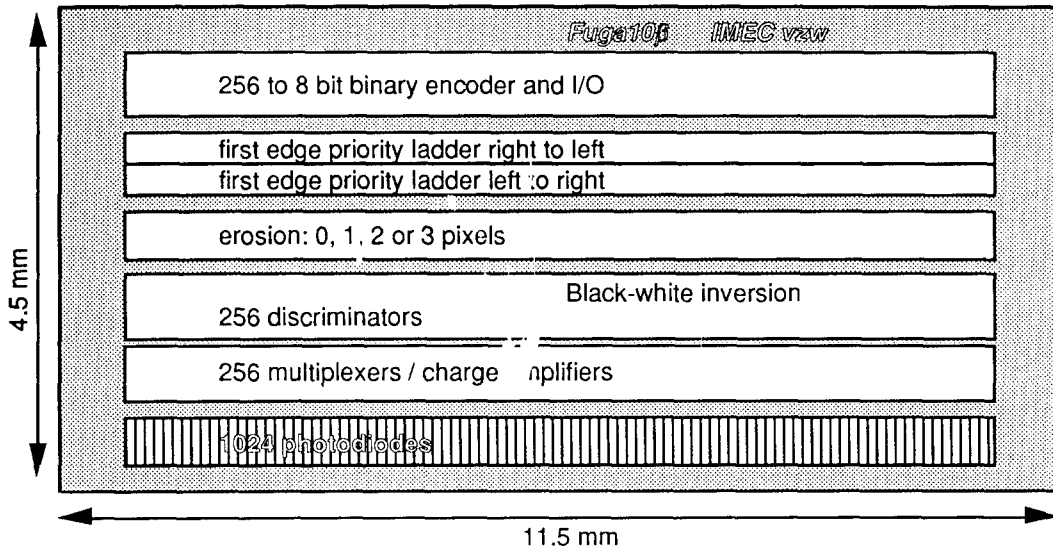 Fuga10β IMEC vzw
256 to 8 bit binary encoder and I/O
first edge priority ladder right to left
first edge priority ladder left to right
erosion: 0, 1, 2 or 3 pixels
Black-white inversion
256 discriminators
256 multiplexers / charge mplifiers
1024 photodiodes
4.5 mm
11.5 mm